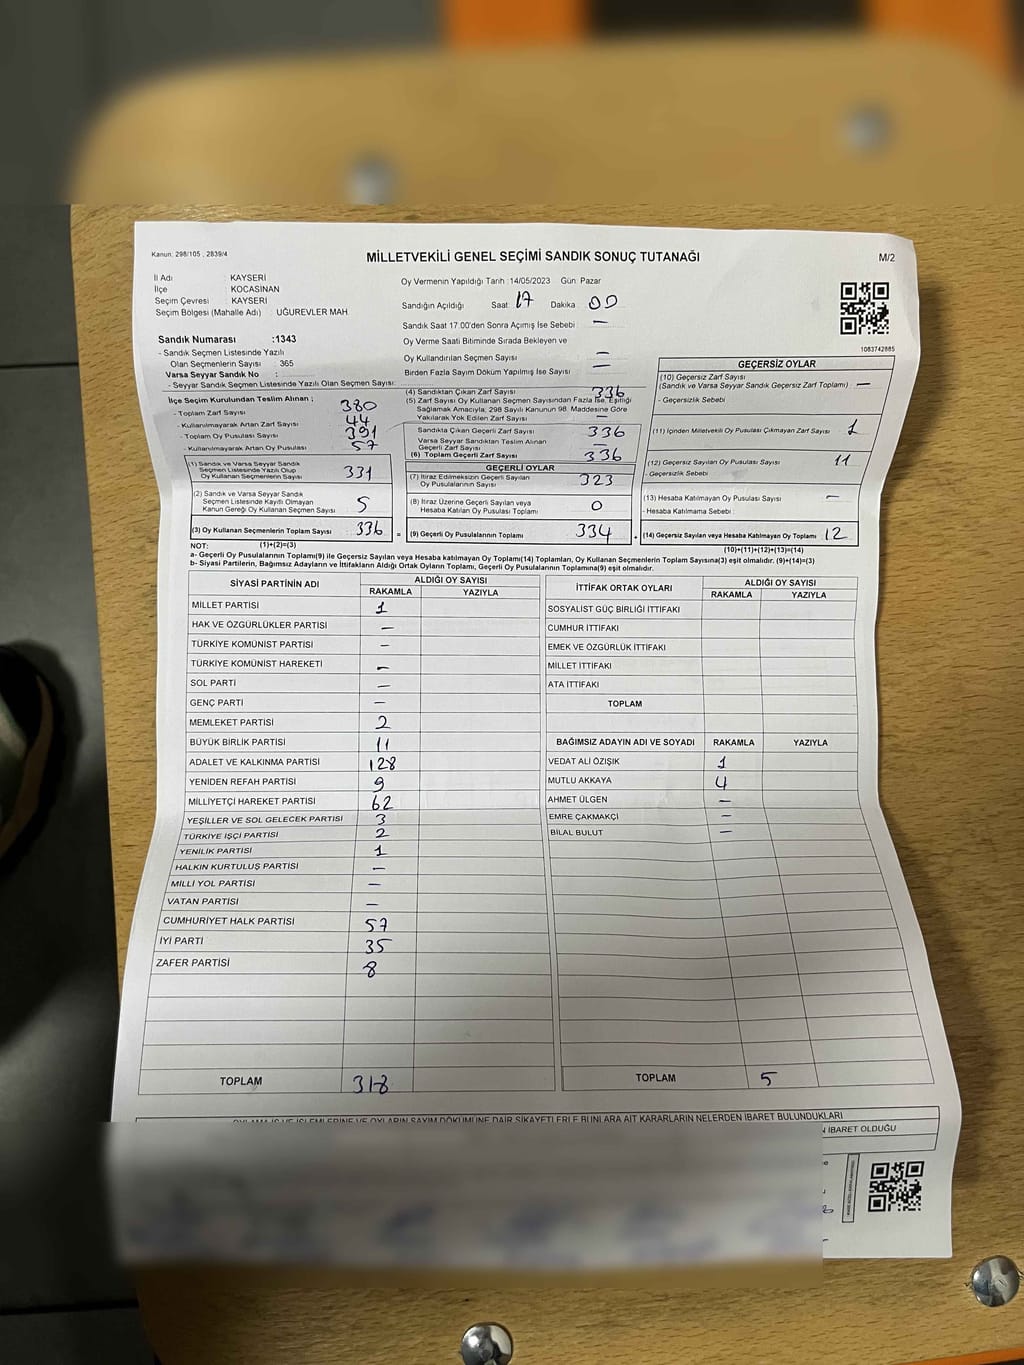 Kanun: 298/105 , 2839/4
MİLLETVEKİLİ GENEL SEÇİMİ SANDIK SONUÇ TUTANAĞI
M/2
İl Adı : KAYSERİ
İlçe : KOCASİNAN
Seçim Çevresi : KAYSERİ
Seçim Bölgesi (Mahalle Adı) : UĞUREVLER MAH
Oy Vermenin Yapıldığı Tarih :14/05/2023 Gün: Pazar
Sandığın Açıldığı Saat 17 Dakika 00
Sandık Saat 17.00'den Sonra Açımış İse Sebebi —
Oy Verme Saati Bitiminde Sırada Bekleyen ve
Oy Kullandırılan Seçmen Sayısı —
Birden Fazla Sayım Döküm Yapılmış İse Sayısı —
1083742885
Sandık Numarası :1343
- Sandık Seçmen Listesinde Yazılı
Olan Seçmenlerin Sayısı : 365
Varsa Seyyar Sandık No :
- Seyyar Sandık Seçmen Listesinde Yazılı Olan Seçmen Sayısı:
İlçe Seçim Kurulundan Teslim Alınan ;
- Toplam Zarf Sayısı 380
- Kullanılmayarak Artan Zarf Sayısı 44
- Toplam Oy Pusulası Sayısı 391
- Kullanılmayarak Artan Oy Pusulası 57
(1) Sandık ve Varsa Seyyar Sandık
Seçmen Listesinde Yazılı Olup
Oy Kullanan Seçmenlerin Sayısı 331
(2) Sandık ve Varsa Seyyar Sandık
Seçmen Listesinde Kayıtlı Olmayan
Kanun Gereği Oy Kullanan Seçmen Sayısı 5
(3) Oy Kullanan Seçmenlerin Toplam Sayısı 336
(4) Sandıktan Çıkan Zarf Sayısı 336
(5) Zarf Sayısı Oy Kullanan Seçmen Sayısından Fazla İse, Eşitliği
Sağlamak Amacıyla, 298 Sayılı Kanunun 98. Maddesine Göre
Yakılarak Yok Edilen Zarf Sayısı —
Sandıkta Çıkan Geçerli Zarf Sayısı 336
Varsa Seyyar Sandıktan Teslim Alınan
Geçerli Zarf Sayısı —
(6) Toplam Geçerli Zarf Sayısı 336
GEÇERLİ OYLAR
(7) İtiraz Edilmeksizin Geçerli Sayılan
Oy Pusulalarının Sayısı 323
(8) İtiraz Üzerine Geçerli Sayılan veya
Hesaba Katılan Oy Pusulası Toplamı 0
= (9) Geçerli Oy Pusulalarının Toplamı 334
GEÇERSİZ OYLAR
(10) Geçersiz Zarf Sayısı
(Sandık ve Varsa Seyyar Sandık Geçersiz Zarf Toplamı) : —
- Geçersizlik Sebebi
(11) İçinden Milletvekili Oy Pusulası Çıkmayan Zarf Sayısı 1
(12) Geçersiz Sayılan Oy Pusulası Sayısı 11
- Geçersizlik Sebebi
(13) Hesaba Katılmayan Oy Pusulası Sayısı —
- Hesaba Katılmama Sebebi :
(14) Geçersiz Sayılan veya Hesaba Katılmayan Oy Toplamı 12
NOT: (1)+(2)=(3)
(10)+(11)+(12)+(13)=(14)
a- Geçerli Oy Pusulalarının Toplamı(9) ile Geçersiz Sayılan veya Hesaba katılmayan Oy Toplamı(14) Toplamları, Oy Kullanan Seçmenlerin Toplam Sayısına(3) eşit olmalıdır. (9)+(14)=(3)
b- Siyasi Partilerin, Bağımsız Adayların ve İttifakların Aldığı Ortak Oyların Toplamı, Geçerli Oy Pusulalarının Toplamına(9) eşit olmalıdır.
SİYASİ PARTİNİN ADI ALDIĞI OY SAYISI
RAKAMLA YAZIYLA
MİLLET PARTİSİ 1
HAK VE ÖZGÜRLÜKLER PARTİSİ —
TÜRKİYE KOMÜNİST PARTİSİ —
TÜRKİYE KOMÜNİST HAREKETİ —
SOL PARTİ —
GENÇ PARTİ —
MEMLEKET PARTİSİ 2
BÜYÜK BİRLİK PARTİSİ 11
ADALET VE KALKINMA PARTİSİ 128
YENİDEN REFAH PARTİSİ 9
MİLLİYETÇİ HAREKET PARTİSİ 62
YEŞİLLER VE SOL GELECEK PARTİSİ 3
TÜRKİYE İŞÇİ PARTİSİ 2
YENİLİK PARTİSİ 1
HALKIN KURTULUŞ PARTİSİ —
MİLLİ YOL PARTİSİ —
VATAN PARTİSİ —
CUMHURİYET HALK PARTİSİ 57
İYİ PARTİ 35
ZAFER PARTİSİ 8
TOPLAM 318
İTTİFAK ORTAK OYLARI ALDIĞI OY SAYISI
RAKAMLA YAZIYLA
SOSYALİST GÜÇ BİRLİĞİ İTTİFAKI
CUMHUR İTTİFAKI
EMEK VE ÖZGÜRLÜK İTTİFAKI
MİLLET İTTİFAKI
ATA İTTİFAKI
TOPLAM
BAĞIMSIZ ADAYIN ADI VE SOYADI RAKAMLA YAZIYLA
VEDAT ALİ ÖZIŞIK 1
MUTLU AKKAYA 4
AHMET ÜLGEN —
EMRE ÇAKMAKÇİ —
BİLAL BULUT —
TOPLAM 5
OYLAMA İŞ VE İŞLEMLERİNE VE OYLARIN SAYIM DÖKÜMÜNE DAİR ŞİKAYETLERLE BUNLARA AİT KARARLARIN NELERDEN İBARET BULUNDUKLARI
İBARET OLDUĞU